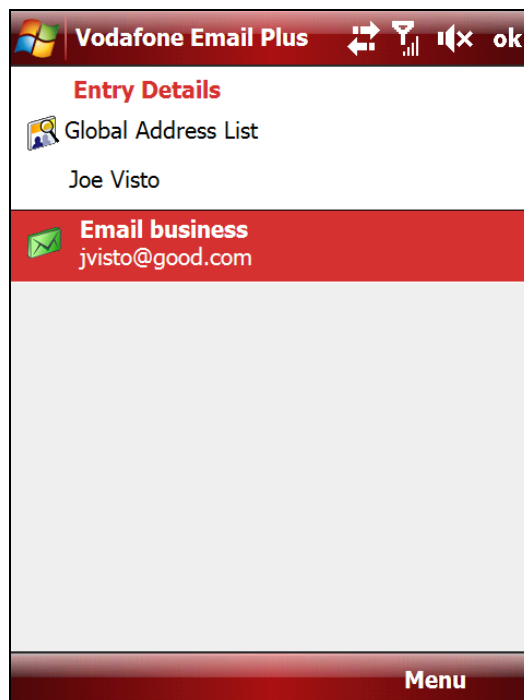 Vodafone Email Plus ok
Entry Details
Global Address List
Joe Visto
Email business
jvisto@good.com
Menu